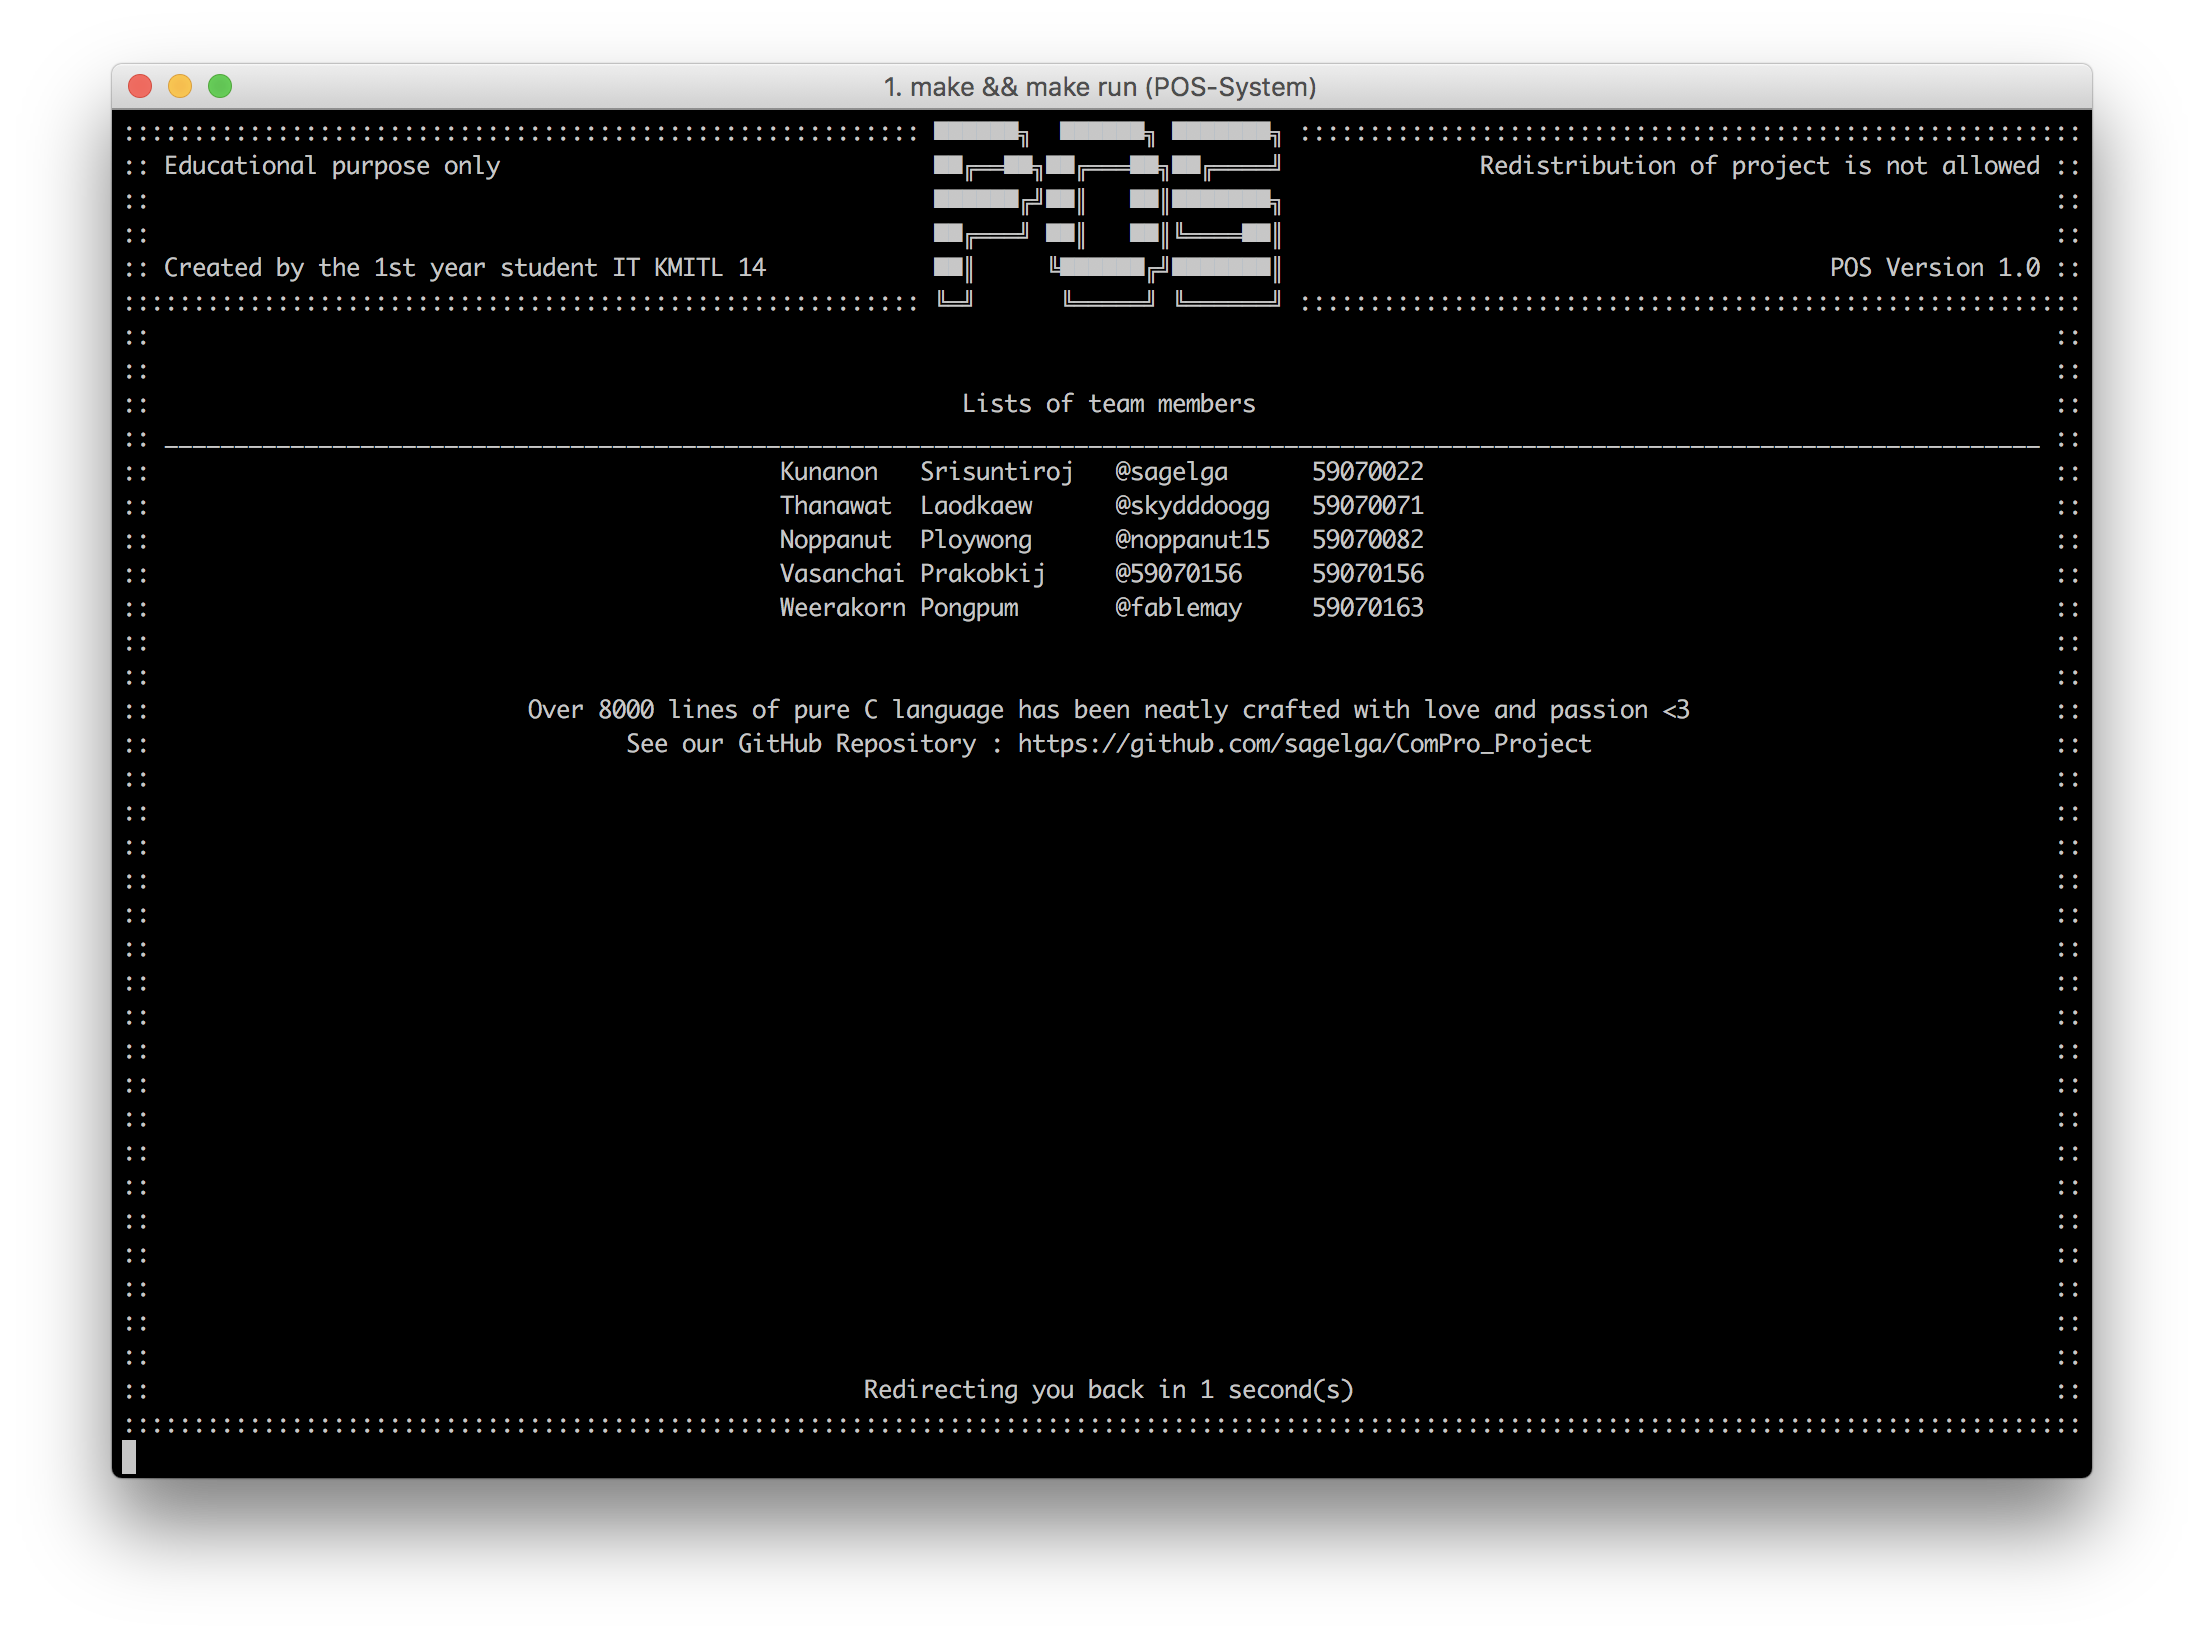 1. make && make run (POS-System)
POS
Educational purpose only
Redistribution of project is not allowed
Created by the 1st year student IT KMITL 14
POS Version 1.0
Lists of team members
Kunanon Srisuntiroj @sagelga 59070022
Thanawat Laodkaew @skydddoogg 59070071
Noppanut Ploywong @noppanut15 59070082
Vasanchai Prakobkij @59070156 59070156
Weerakorn Pongpum @fablemay 59070163
Over 8000 lines of pure C language has been neatly crafted with love and passion <3
See our GitHub Repository : https://github.com/sagelga/ComPro_Project
Redirecting you back in 1 second(s)